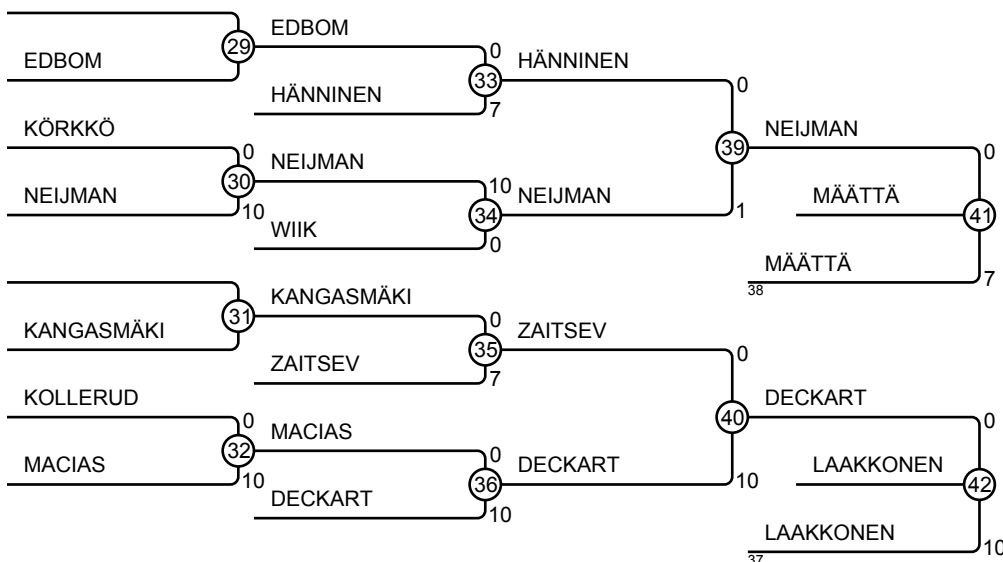 EDBOM
0
HÄNNINEN
29
EDBOM
33
0
HÄNNINEN
7
KÖRKKÖ
NEIJMAN
0
39
0
NEIJMAN
30
NEIJMAN
10
MÄÄTTÄ
10
34
NEIJMAN
1
41
WIIK
0
MÄÄTTÄ
38
7
KANGASMÄKI
31
0
ZAITSEV
KANGASMÄKI
35
0
ZAITSEV
7
KOLLERUD
DECKART
0
40
0
MACIAS
32
0
MACIAS
DECKART
LAAKKONEN
10
36
10
42
DECKART
10
LAAKKONEN
37
10